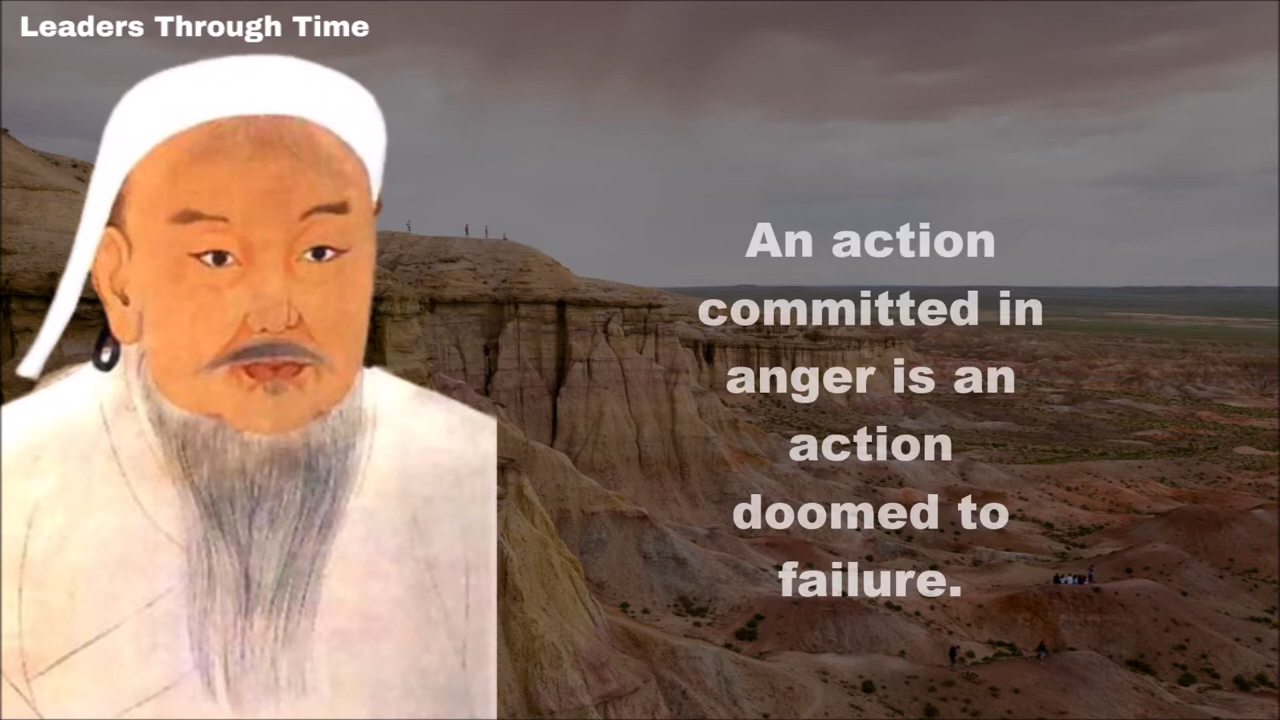 Leaders Through Time
An action
committed in
anger is an
action
doomed to
failure.